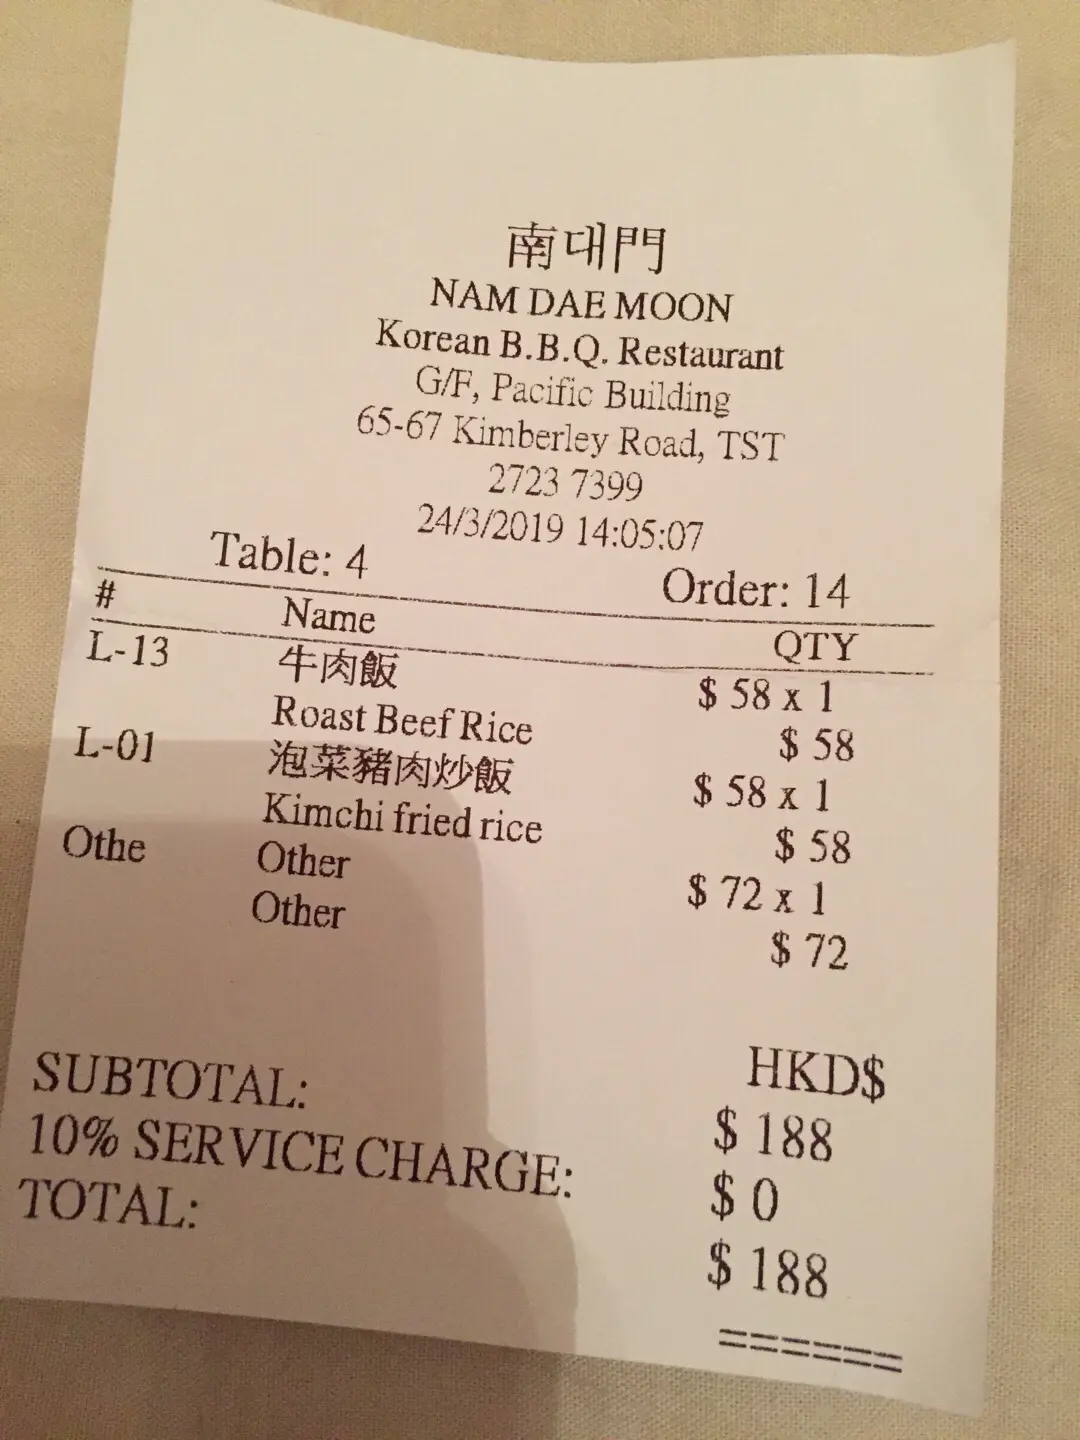 南대門
NAM DAE MOON
Korean B.B.Q. Restaurant
G/F, Pacific Building
65-67 Kimberley Road, TST
2723 7399
24/3/2019 14:05:07
Table: 4 Order: 14
# Name QTY
L-13 牛肉飯 $ 58 x 1
Roast Beef Rice $ 58
L-01 泡菜豬肉炒飯 $ 58 x 1
Kimchi fried rice $ 58
Othe Other $ 72 x 1
Other $ 72
HKD$
SUBTOTAL: $ 188
10% SERVICE CHARGE: $ 0
TOTAL: $ 188
======